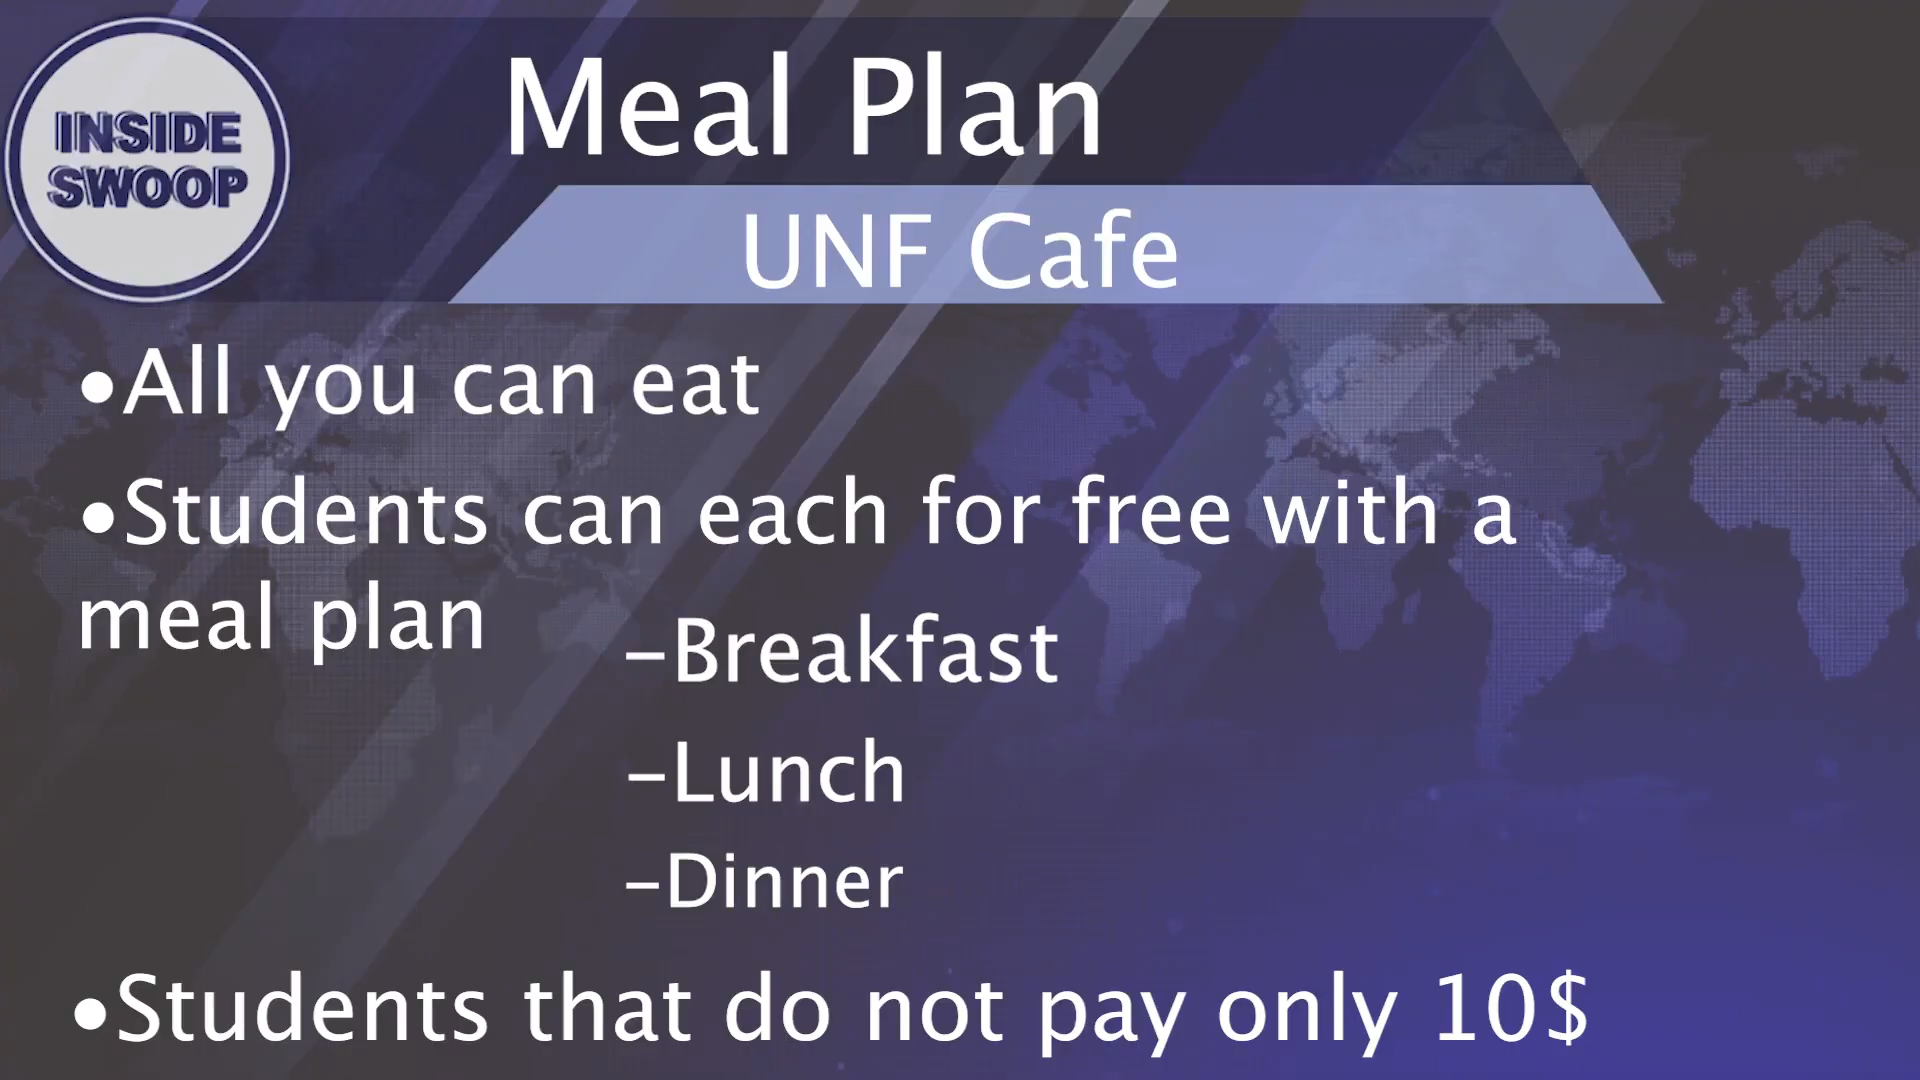 INSIDE
SWOOP
Meal Plan
UNF Cafe
•All you can eat
•Students can each for free with a
meal plan
-Breakfast
-Lunch
-Dinner
•Students that do not pay only 10$